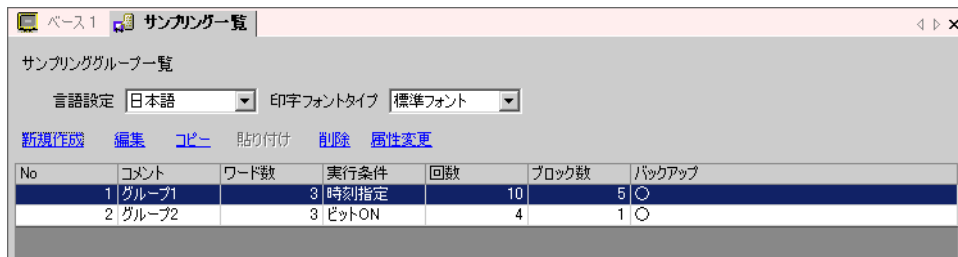 ベース1 サンプリング一覧
サンプリンググループ一覧
言語設定 日本語 印字フォントタイプ 標準フォント
新規作成 編集 コピー 貼り付け 削除 属性変更
No コメント ワード数 実行条件 回数 ブロック数 バックアップ
1 グループ1 3 時刻指定 10 5 ○
2 グループ2 3 ビットON 4 1 ○